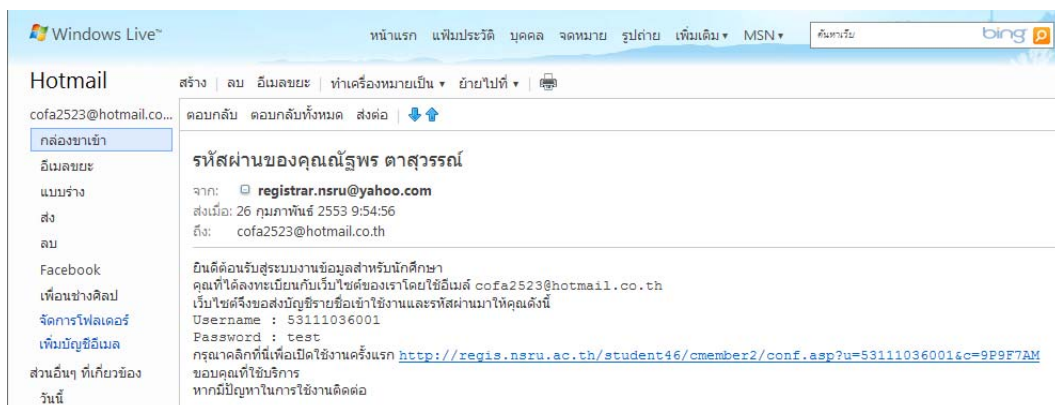 Windows Live™ หน้าแรก แฟ้มประวัติ บุคคล จดหมาย รูปถ่าย เพิ่มเติม MSN ค้นหาเว็บ bing
Hotmail สร้าง ลบ อีเมลขยะ ทำเครื่องหมายเป็น ย้ายไปที่
cofa2523@hotmail.co... ตอบกลับ ตอบกลับทั้งหมด ส่งต่อ
กล่องขาเข้า
อีเมลขยะ
แบบร่าง
ส่ง
ลบ
Facebook
เพื่อนช่างศิลป
จัดการโฟลเดอร์
เพิ่มบัญชีอีเมล
ส่วนอื่นๆ ที่เกี่ยวข้อง
วันนี้
รหัสผ่านของคุณณัฐพร ตาสุวรรณ์
จาก: registrar.nsru@yahoo.com
ส่งเมื่อ: 26 กุมภาพันธ์ 2553 9:54:56
ถึง: cofa2523@hotmail.co.th
ยินดีต้อนรับสู่ระบบงานข้อมูลสำหรับนักศึกษา
คุณที่ได้ลงทะเบียนกับเว็บไซต์ของเราโดยใช้อีเมล์ cofa2523@hotmail.co.th
เว็บไซต์จึงขอส่งบัญชีรายชื่อเข้าใช้งานและรหัสผ่านมาให้คุณดังนี้
Username : 53111036001
Password : test
กรุณาคลิกที่นี่เพื่อเปิดใช้งานครั้งแรก http://regis.nsru.ac.th/student46/cmember2/conf.asp?u=53111036001&c=9P9F7AM
ขอบคุณที่ใช้บริการ
หากมีปัญหาในการใช้งานติดต่อ